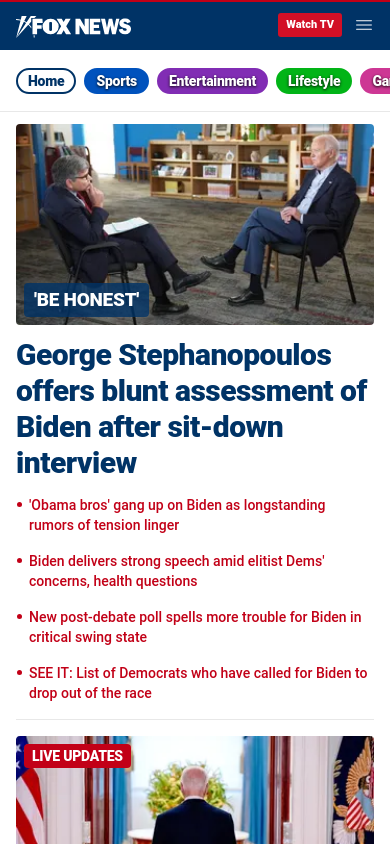 FOX NEWS
Watch TV
Home
Sports
Entertainment
Lifestyle
'BE HONEST'
George Stephanopoulos
offers blunt assessment of
Biden after sit-down
interview
• 'Obama bros' gang up on Biden as longstanding
rumors of tension linger
• Biden delivers strong speech amid elitist Dems'
concerns, health questions
• New post-debate poll spells more trouble for Biden in
critical swing state
• SEE IT: List of Democrats who have called for Biden to
drop out of the race
LIVE UPDATES